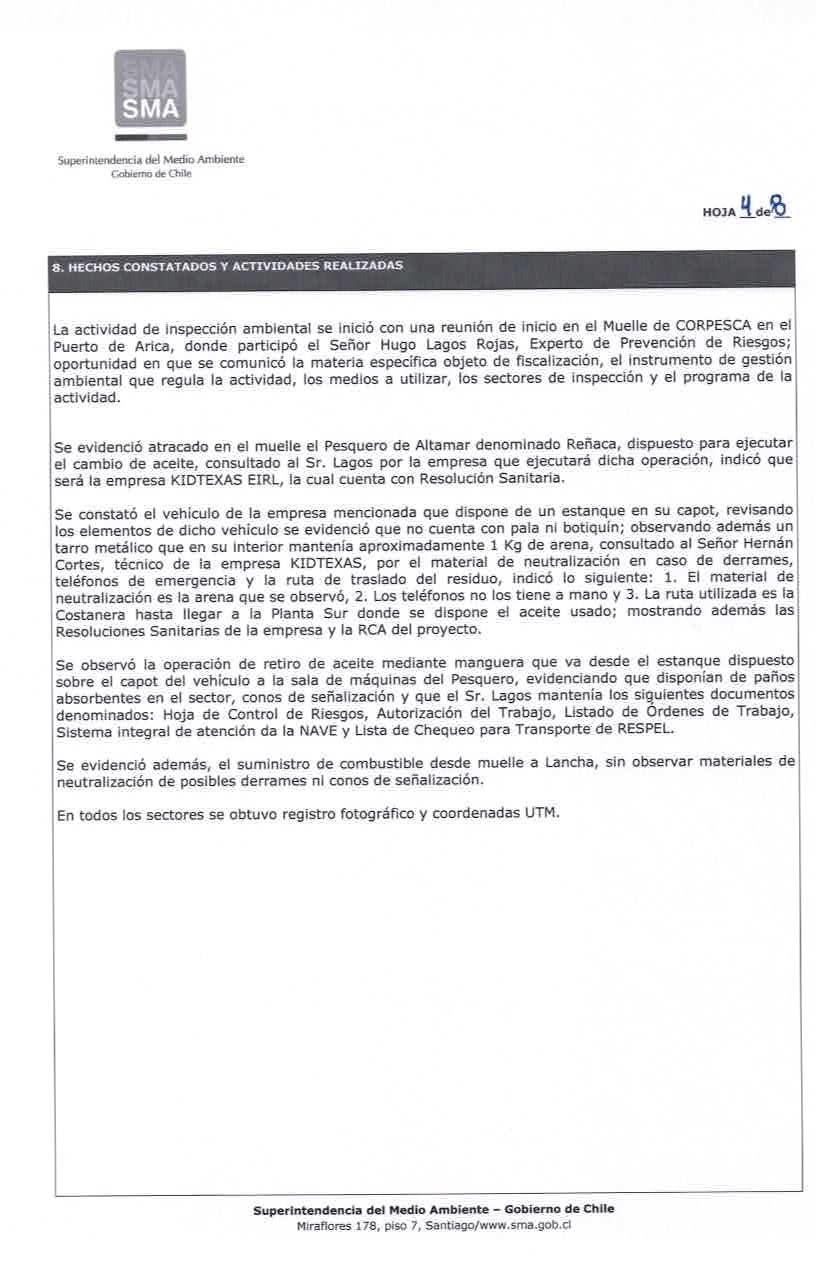 SMA
SMA
SMA
Superintendencia del Medio Ambiente
Gobierno de Chile
HOJA 4 de 8
8. HECHOS CONSTATADOS Y ACTIVIDADES REALIZADAS
La actividad de inspección ambiental se inició con una reunión de inicio en el Muelle de CORPESCA en el
Puerto de Arica, donde participó el Señor Hugo Lagos Rojas, Experto de Prevención de Riesgos;
oportunidad en que se comunicó la materia específica objeto de fiscalización, el instrumento de gestión
ambiental que regula la actividad, los medios a utilizar, los sectores de inspección y el programa de la
actividad.
Se evidenció atracado en el muelle el Pesquero de Altamar denominado Reñaca, dispuesto para ejecutar
el cambio de aceite, consultado al Sr. Lagos por la empresa que ejecutará dicha operación, indicó que
será la empresa KIDTEXAS EIRL, la cual cuenta con Resolución Sanitaria.
Se constató el vehículo de la empresa mencionada que dispone de un estanque en su capot, revisando
los elementos de dicho vehículo se evidenció que no cuenta con pala ni botiquín; observando además un
tarro metálico que en su interior mantenía aproximadamente 1 Kg de arena, consultado al Señor Hernán
Cortes, técnico de la empresa KIDTEXAS, por el material de neutralización en caso de derrames,
teléfonos de emergencia y la ruta de traslado del residuo, indicó lo siguiente: 1. El material de
neutralización es la arena que se observó, 2. Los teléfonos no los tiene a mano y 3. La ruta utilizada es la
Costanera hasta llegar a la Planta Sur donde se dispone el aceite usado; mostrando además las
Resoluciones Sanitarias de la empresa y la RCA del proyecto.
Se observó la operación de retiro de aceite mediante manguera que va desde el estanque dispuesto
sobre el capot del vehículo a la sala de máquinas del Pesquero, evidenciando que disponían de paños
absorbentes en el sector, conos de señalización y que el Sr. Lagos mantenía los siguientes documentos
denominados: Hoja de Control de Riesgos, Autorización del Trabajo, Listado de Órdenes de Trabajo,
Sistema integral de atención da la NAVE y Lista de Chequeo para Transporte de RESPEL.
Se evidenció además, el suministro de combustible desde muelle a Lancha, sin observar materiales de
neutralización de posibles derrames ni conos de señalización.
En todos los sectores se obtuvo registro fotográfico y coordenadas UTM.
Superintendencia del Medio Ambiente – Gobierno de Chile
Miraflores 178, piso 7, Santiago/www.sma.gob.cl